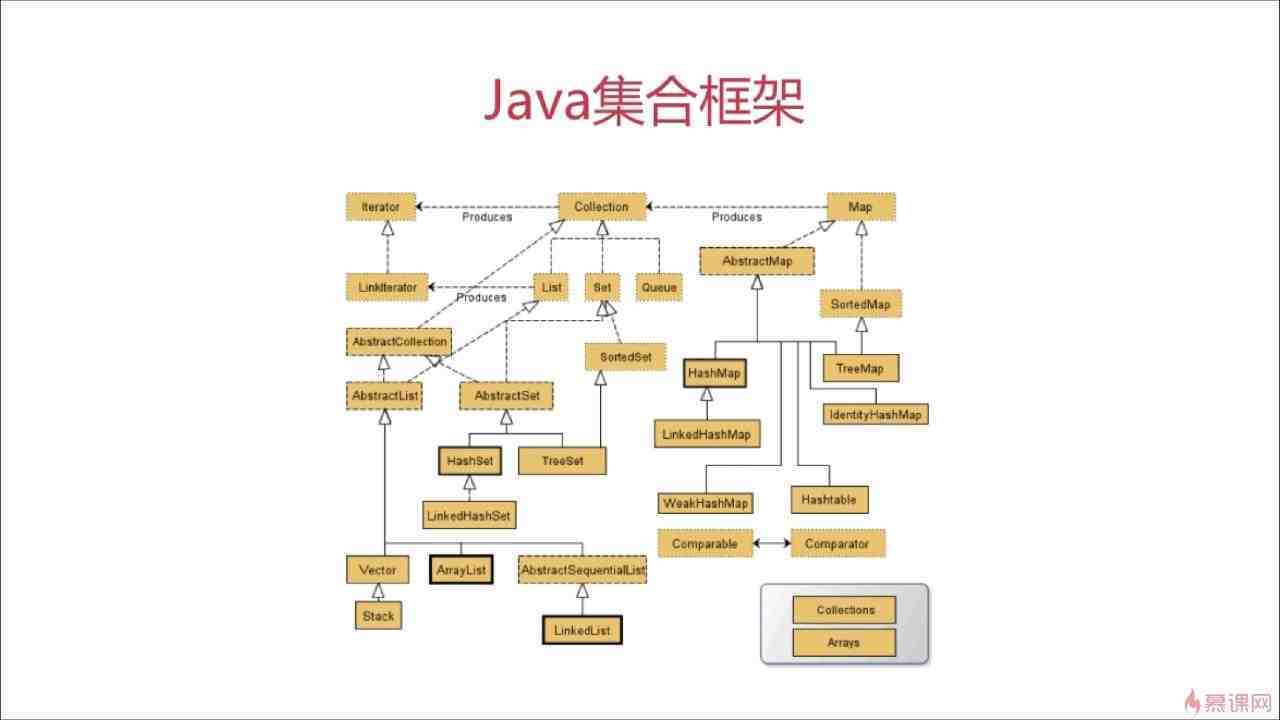 Java集合框架
Iterator
Produces
Collection
Produces
Map
AbstractMap
LinkIterator
Produces
List
Set
Queue
SortedMap
AbstractCollection
SortedSet
HashMap
TreeMap
AbstractList
AbstractSet
IdentityHashMap
LinkedHashMap
HashSet
TreeSet
WeakHashMap
Hashtable
LinkedHashSet
Comparable
Comparator
Vector
ArrayList
AbstractSequentialList
Stack
LinkedList
Collections
Arrays
慕课网